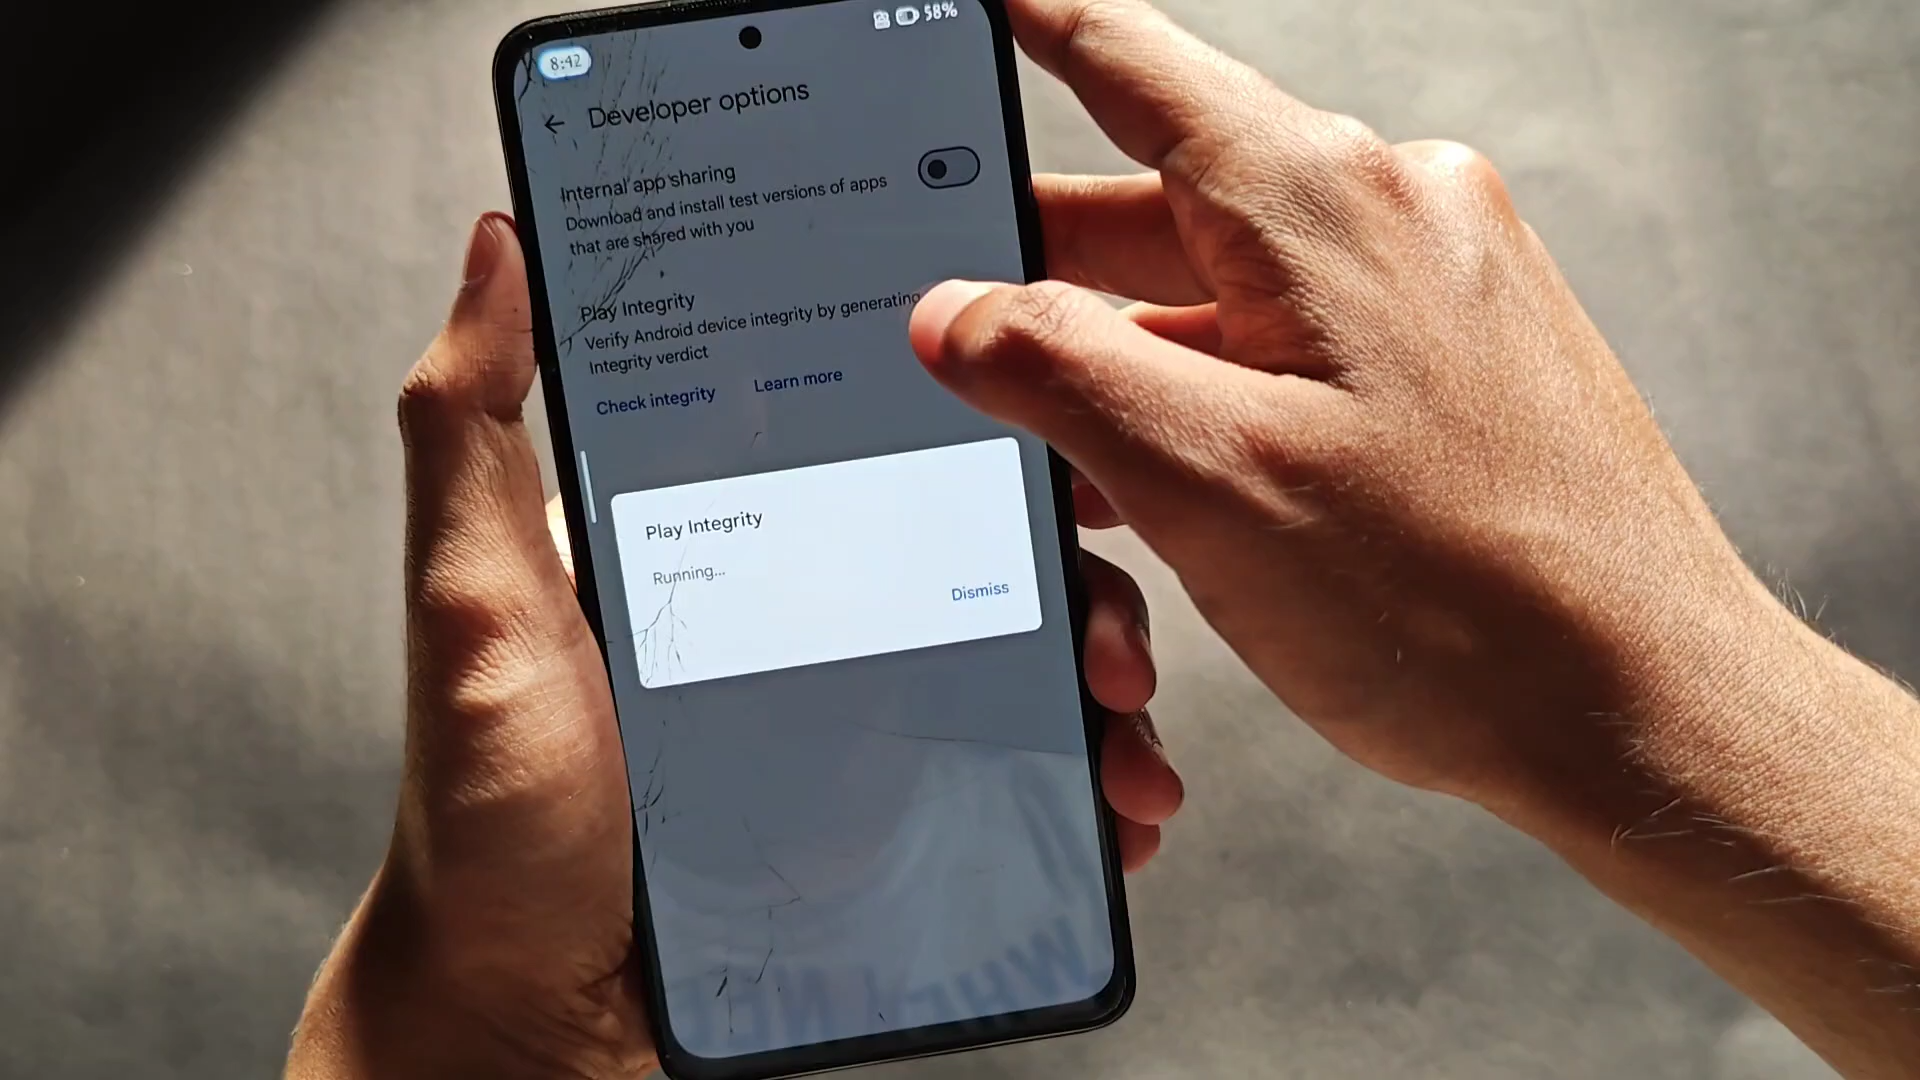 8:42
58%
Developer options
Internal app sharing
Download and install test versions of apps
that are shared with you
Play Integrity
Verify Android device integrity by generating
Integrity verdict
Check integrity
Learn more
Play Integrity
Running...
Dismiss